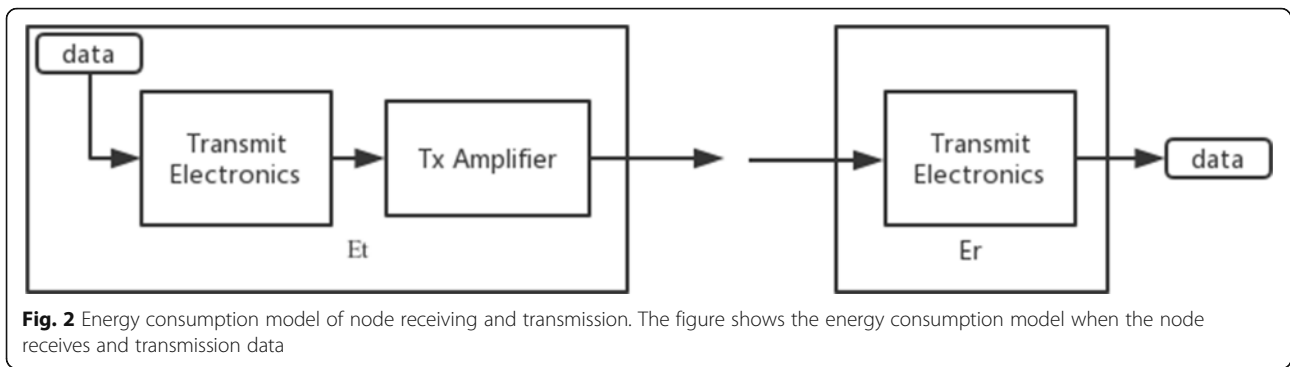 data
Transmit
Electronics
Tx Amplifier
Et
Transmit
Electronics
Er
data
Fig. 2 Energy consumption model of node receiving and transmission. The figure shows the energy consumption model when the node
receives and transmission data